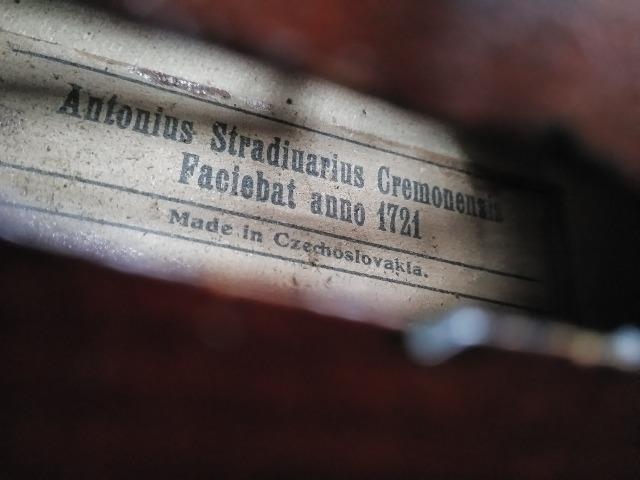 Antonius Stradiuarius Cremonensis
Faciebat anno 1721
Made in Czechoslovakia.